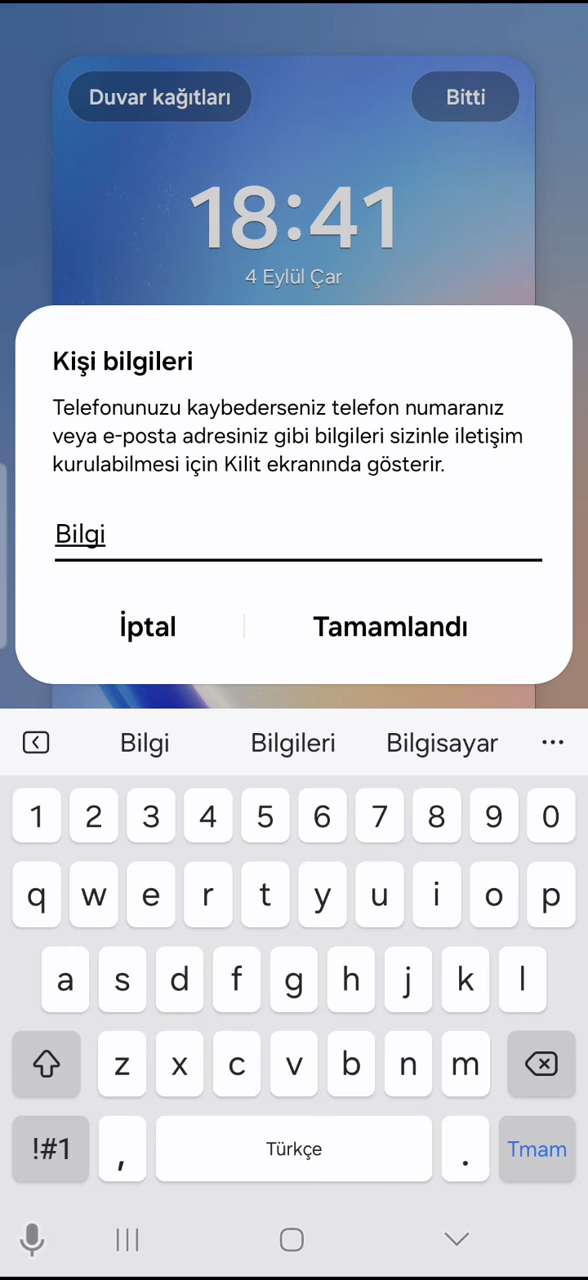 Duvar kağıtları
Bitti
18:41
4 Eylül Çar
Kişi bilgileri
Telefonunuzu kaybederseniz telefon numaranız
veya e-posta adresiniz gibi bilgileri sizinle iletişim
kurulabilmesi için Kilit ekranında gösterir.
Bilgi
İptal
Tamamlandı
Bilgi Bilgileri Bilgisayar ...
1 2 3 4 5 6 7 8 9 0
q w e r t y u i o p
a s d f g h j k l
z x c v b n m
!#1 , Türkçe . Tmam